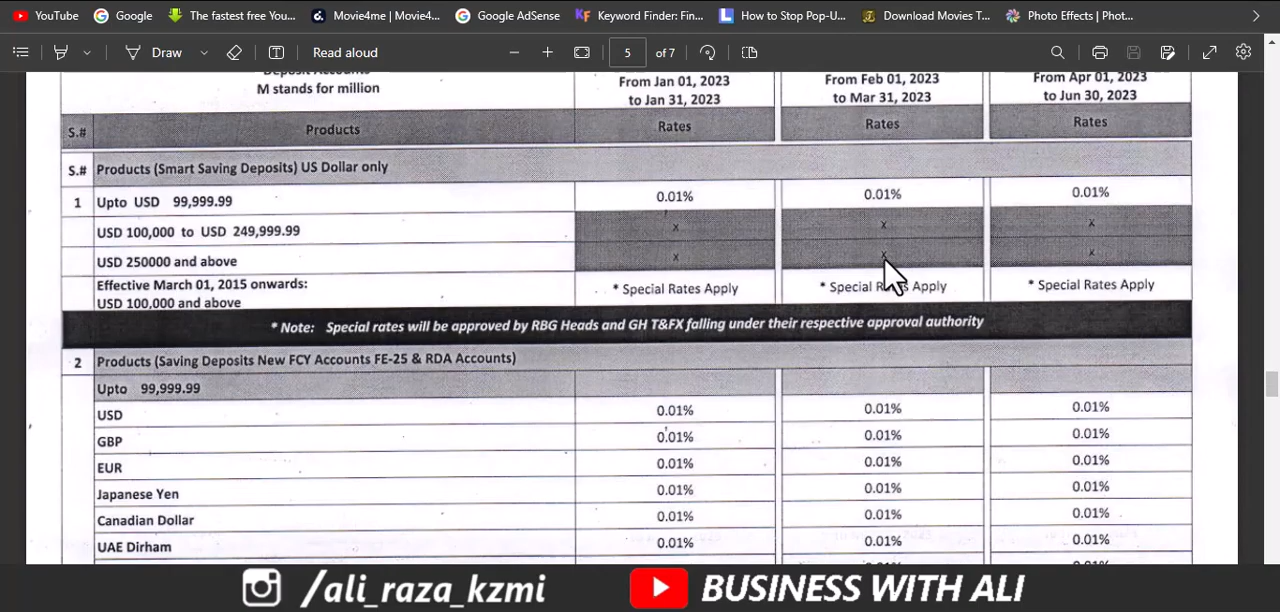 YouTube Google The fastest free You... Movie4me | Movie4... Google AdSense Keyword Finder: Fin... How to Stop Pop-U... Download Movies T... Photo Effects | Phot...
Draw Read aloud 5 of 7
Deposit Accounts
M stands for million
From Jan 01, 2023
to Jan 31, 2023
From Feb 01, 2023
to Mar 31, 2023
From Apr 01, 2023
to Jun 30, 2023
S.# Products Rates Rates Rates
S.# Products (Smart Saving Deposits) US Dollar only
1 Upto USD 99,999.99 0.01% 0.01% 0.01%
USD 100,000 to USD 249,999.99 x x x
USD 250000 and above x x x
Effective March 01, 2015 onwards:
USD 100,000 and above * Special Rates Apply * Special Rates Apply * Special Rates Apply
* Note: Special rates will be approved by RBG Heads and GH T&FX falling under their respective approval authority
2 Products (Saving Deposits New FCY Accounts FE-25 & RDA Accounts)
Upto 99,999.99
USD 0.01% 0.01% 0.01%
GBP 0.01% 0.01% 0.01%
EUR 0.01% 0.01% 0.01%
Japanese Yen 0.01% 0.01% 0.01%
Canadian Dollar 0.01% 0.01% 0.01%
UAE Dirham 0.01% 0.01% 0.01%
/ali_raza_kzmi BUSINESS WITH ALI